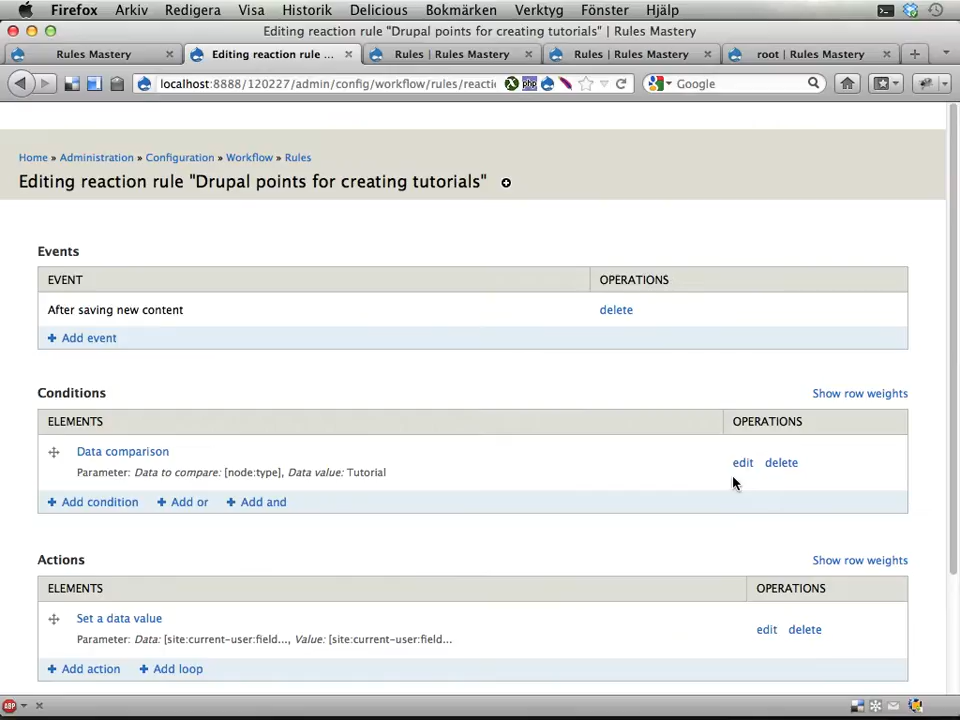 Firefox Arkiv Redigera Visa Historik Delicious Bokmärken Verktyg Fönster Hjälp
Editing reaction rule "Drupal points for creating tutorials" | Rules Mastery
Rules Mastery × Editing reaction rule ... × Rules | Rules Mastery × Rules | Rules Mastery × root | Rules Mastery ×
localhost:8888/120227/admin/config/workflow/rules/reacti php Google
Home » Administration » Configuration » Workflow » Rules
Editing reaction rule "Drupal points for creating tutorials"
Events
EVENT OPERATIONS
After saving new content delete
+ Add event
Conditions Show row weights
ELEMENTS OPERATIONS
Data comparison
Parameter: Data to compare: [node:type], Data value: Tutorial
edit delete
+ Add condition + Add or + Add and
Actions Show row weights
ELEMENTS OPERATIONS
Set a data value
Parameter: Data: [site:current-user:field..., Value: [site:current-user:field...
edit delete
+ Add action + Add loop
ABP ×